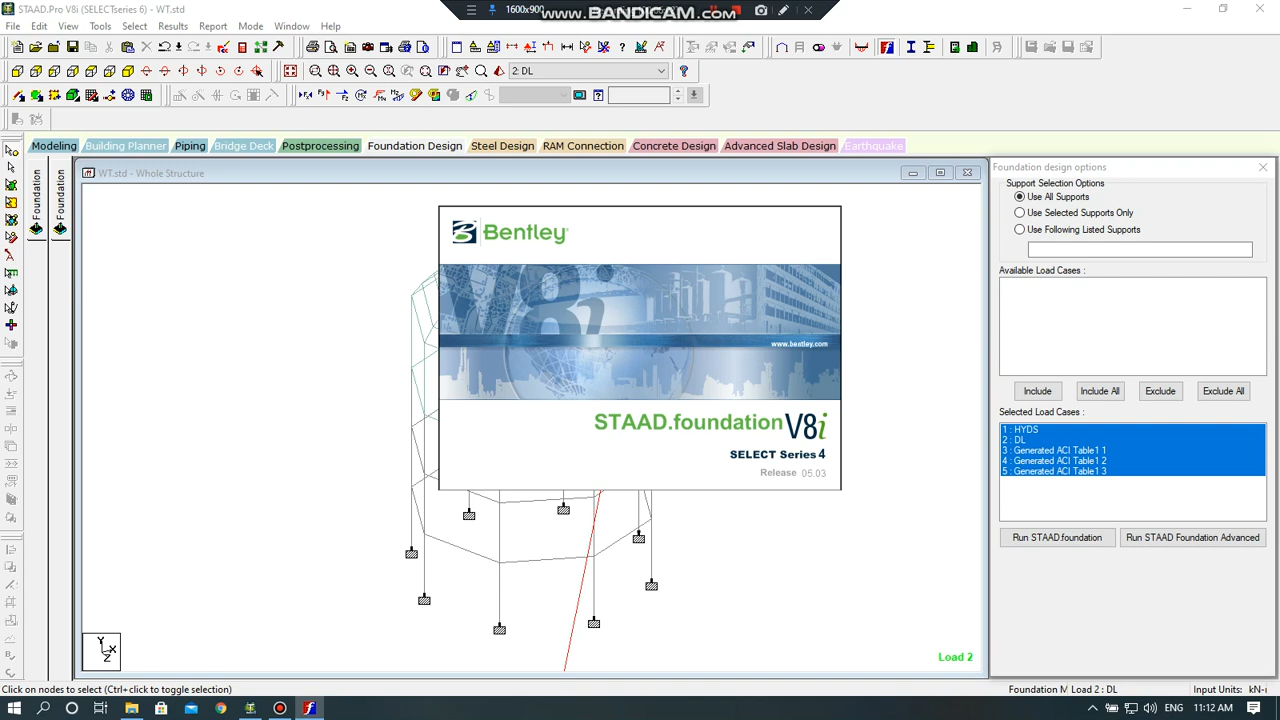 STAAD.Pro V8i (SELECTseries 6) - WT.std
1600x900
www.BANDICAM.com
File Edit View Tools Select Results Report Mode Window Help
2: DL
Modeling Building Planner Piping Bridge Deck Postprocessing Foundation Design Steel Design RAM Connection Concrete Design Advanced Slab Design Earthquake
Foundation
Foundation
WT.std - Whole Structure
Bentley
V8i
www.bentley.com
STAAD.foundation V8i
SELECT Series 4
Release 05.03
Y
X
Z
Load 2
Foundation design options
Support Selection Options
Use All Supports
Use Selected Supports Only
Use Following Listed Supports
Available Load Cases :
Include Include All Exclude Exclude All
Selected Load Cases :
1 : HYDS
2 : DL
3 : Generated ACI Table1 1
4 : Generated ACI Table1 2
5 : Generated ACI Table1 3
Run STAAD.foundation Run STAAD Foundation Advanced
Click on nodes to select (Ctrl+click to toggle selection) Foundation M Load 2 : DL Input Units: kN-i
ENG 11:12 AM